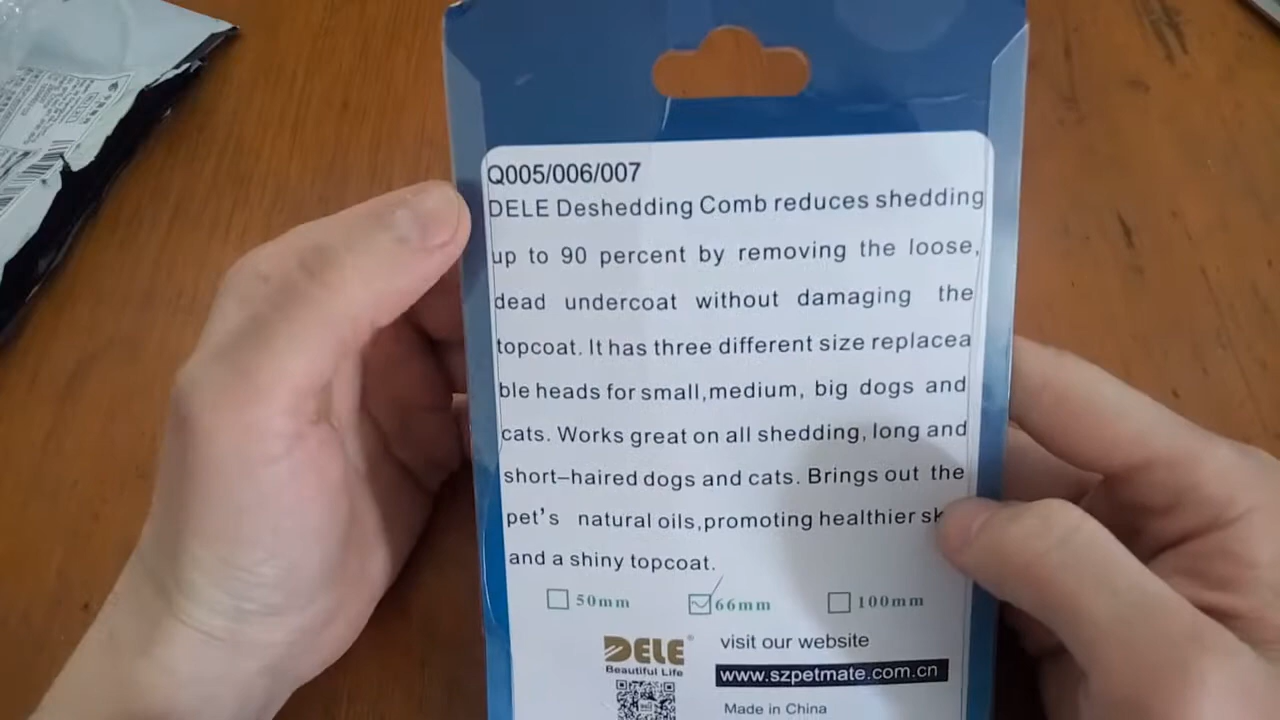 Q005/006/007
DELE Deshedding Comb reduces shedding
up to 90 percent by removing the loose,
dead undercoat without damaging the
topcoat. It has three different size replacea
ble heads for small,medium, big dogs and
cats. Works great on all shedding, long and
short-haired dogs and cats. Brings out the
pet's natural oils,promoting healthier
and a shiny topcoat.
50mm 66mm 100mm
DELE®
Beautiful Life
visit our website
www.szpetmate.com.cn
Made in China